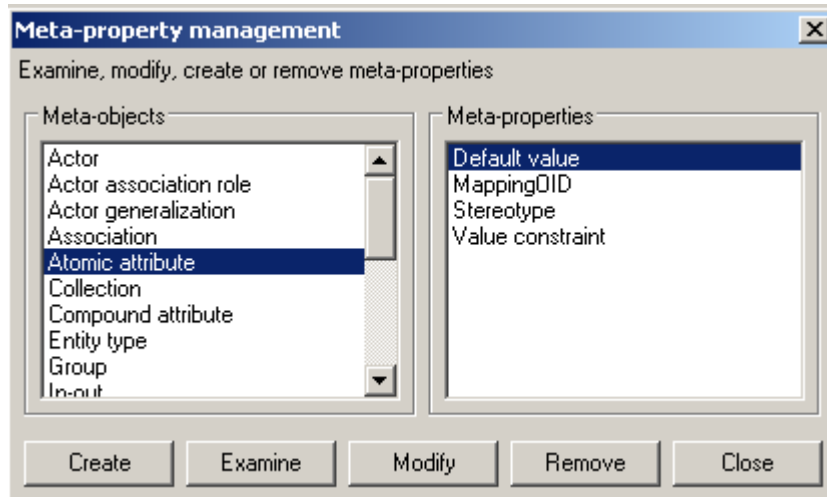 Meta-property management
Examine, modify, create or remove meta-properties
Meta-objects
Actor
Actor association role
Actor generalization
Association
Atomic attribute
Collection
Compound attribute
Entity type
Group
In-out
Meta-properties
Default value
MappingOID
Stereotype
Value constraint
Create Examine Modify Remove Close